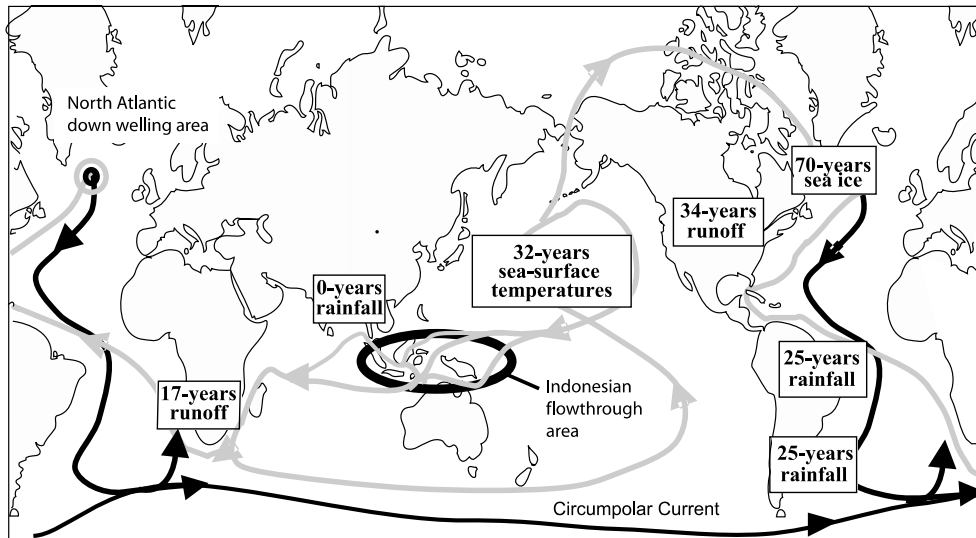 North Atlantic
down welling area
70-years
sea ice
34-years
runoff
32-years
sea-surface
temperatures
0-years
rainfall
25-years
rainfall
17-years
runoff
Indonesian
flowthrough
area
25-years
rainfall
Circumpolar Current